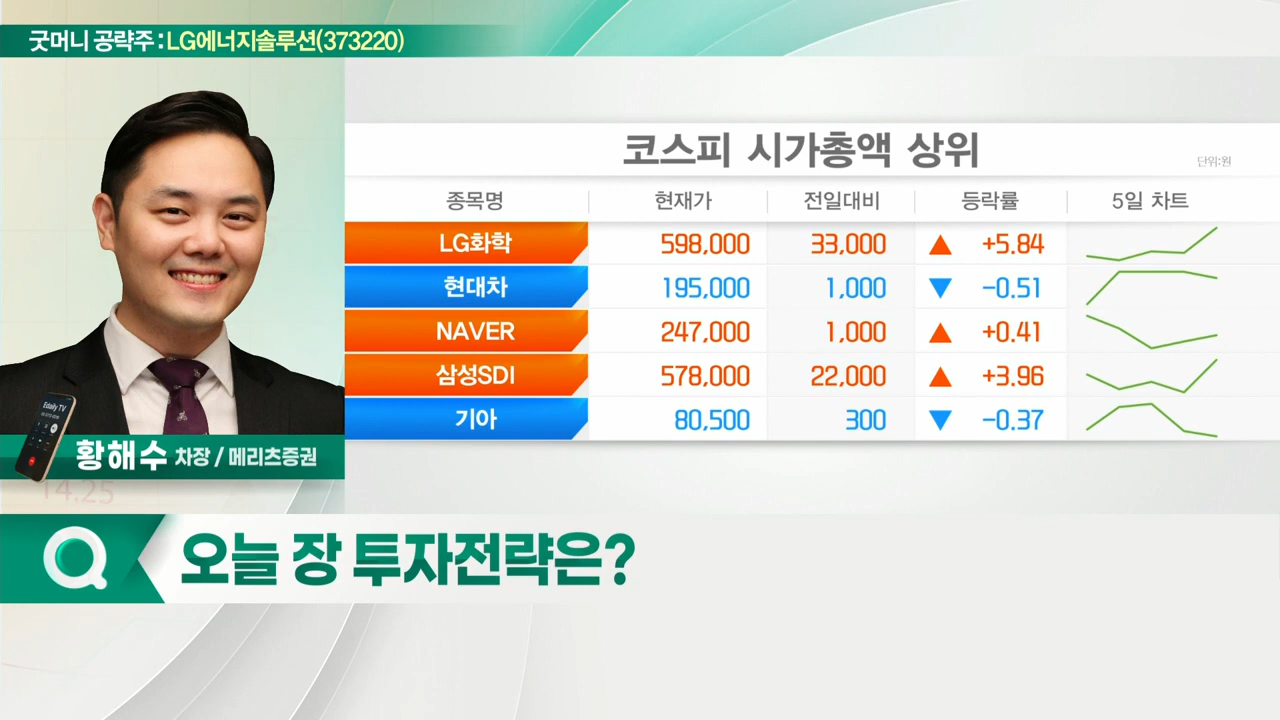 굿머니 공략주 : LG에너지솔루션(373220)
코스피 시가총액 상위
단위:원
종목명 현재가 전일대비 등락률 5일 차트
LG화학 598,000 33,000 ▲ +5.84
현대차 195,000 1,000 ▼ -0.51
NAVER 247,000 1,000 ▲ +0.41
삼성SDI 578,000 22,000 ▲ +3.96
기아 80,500 300 ▼ -0.37
Edaily TV
황해수 차장 / 메리츠증권
14.25
Q 오늘 장 투자전략은?